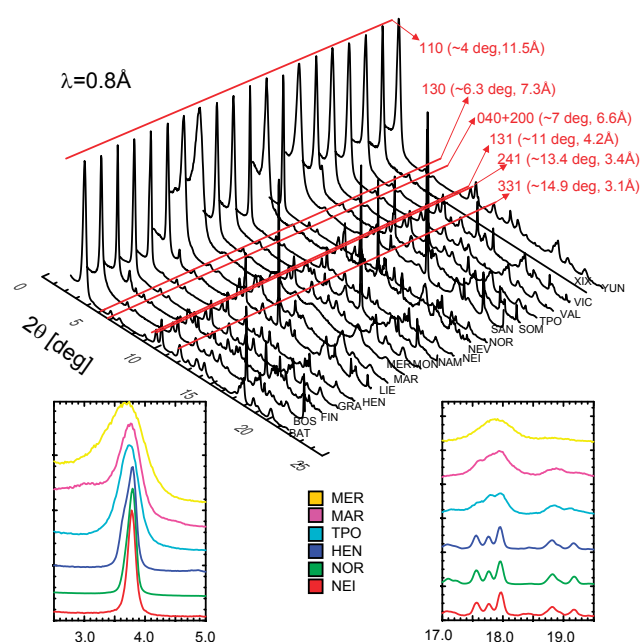 110 (~4 deg,11.5Å)
λ=0.8Å
130 (~6.3 deg, 7.3Å)
040+200 (~7 deg, 6.6Å)
131 (~11 deg, 4.2Å)
241 (~13.4 deg, 3.4Å)
331 (~14.9 deg, 3.1Å)
0
5
10
15
20
25
2θ [deg]
XIX
YUN
VIC
VAL
TPO
SOM
SAN
NOR
NEV
NEI
NAM
MON
MER
MAR
LIE
HEN
GRA
FIN
BOS
BAT
MER
MAR
TPO
HEN
NOR
NEI
3.0 4.0 5.0
17.0 18.0 19.0